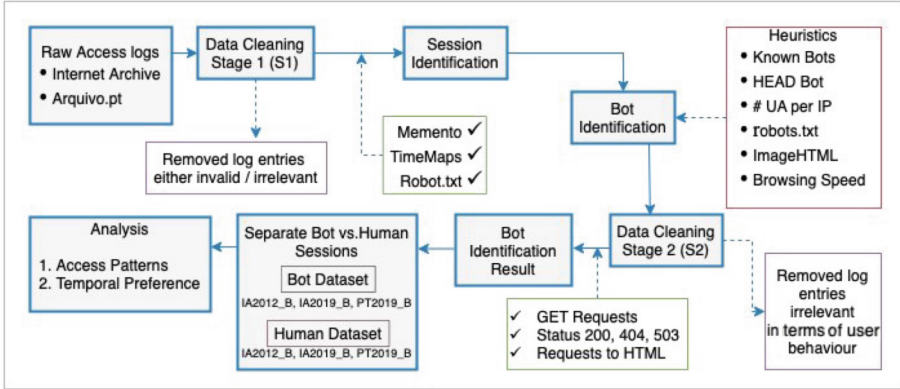 Raw Access logs
• Internet Archive
• Arquivo.pt
Data Cleaning
Stage 1 (S1)
Session
Identification
Heuristics
• Known Bots
• HEAD Bot
• # UA per IP
• robots.txt
• ImageHTML
• Browsing Speed
Bot
Identification
Memento ✓
TimeMaps ✓
Robot.txt ✓
Removed log entries
either invalid / irrelevant
Analysis
1. Access Patterns
2. Temporal Preference
Separate Bot vs.Human
Sessions
Bot Dataset
IA2012_B, IA2019_B, PT2019_B
Human Dataset
IA2012_B, IA2019_B, PT2019_B
Bot
Identification
Result
Data Cleaning
Stage 2 (S2)
✓ GET Requests
✓ Status 200, 404, 503
✓ Requests to HTML
Removed log
entries
irrelevant
in terms of user
behaviour